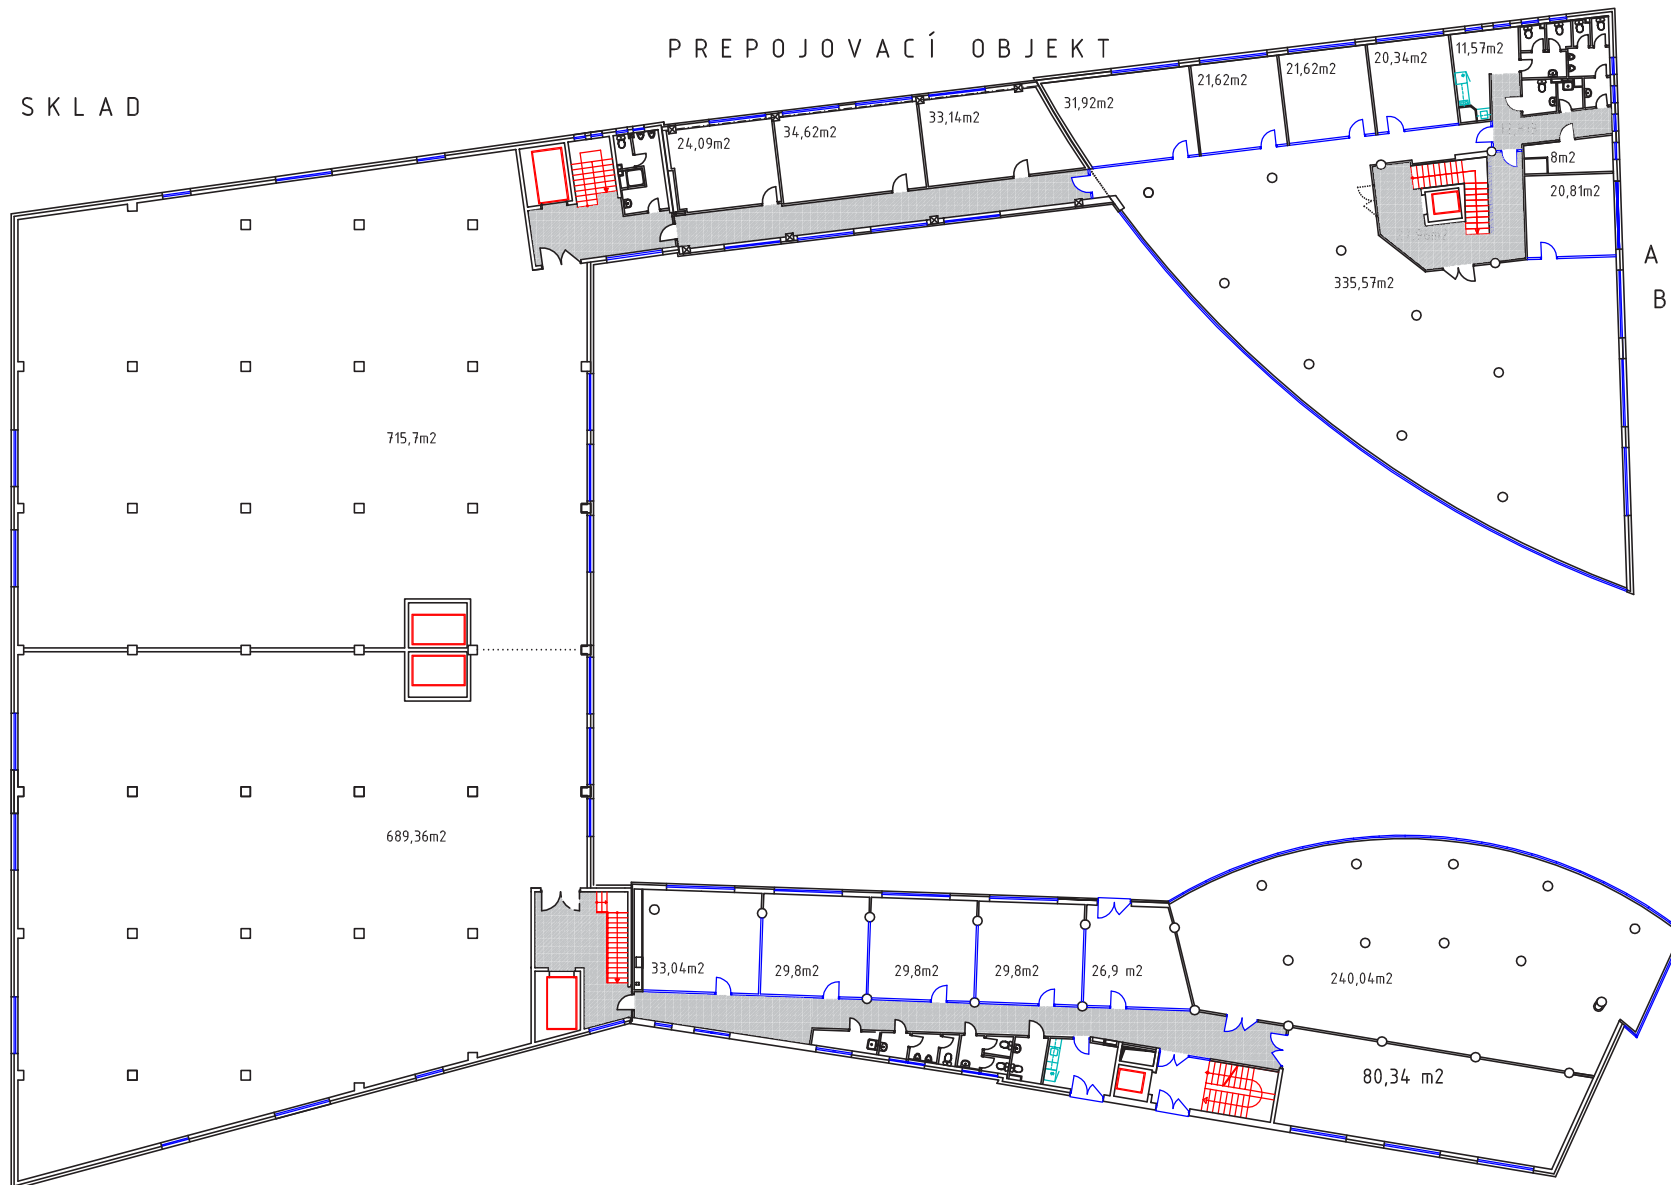 PREPOJOVACÍ OBJEKT
SKLAD
11,57m2
20,34m2
21,62m2
21,62m2
31,92m2
33,14m2
34,62m2
24,09m2
8m2
20,81m2
A
B
335,57m2
715,7m2
689,36m2
33,04m2
29,8m2
29,8m2
29,8m2
26,9 m2
240,04m2
80,34 m2